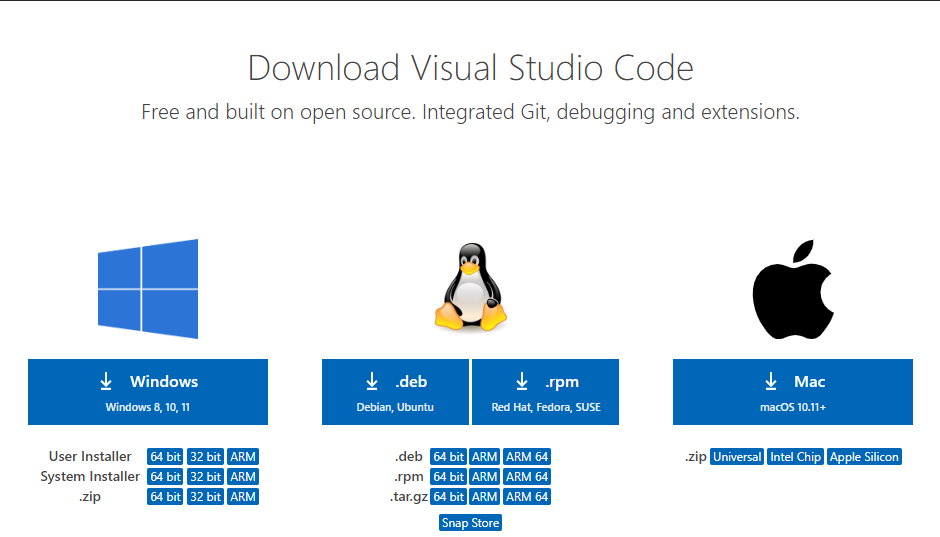 Download Visual Studio Code
Free and built on open source. Integrated Git, debugging and extensions.
Windows
Windows 8, 10, 11
User Installer 64 bit 32 bit ARM
System Installer 64 bit 32 bit ARM
.zip 64 bit 32 bit ARM
.deb
Debian, Ubuntu
.rpm
Red Hat, Fedora, SUSE
.deb 64 bit ARM ARM 64
.rpm 64 bit ARM ARM 64
.tar.gz 64 bit ARM ARM 64
Snap Store
Mac
macOS 10.11+
.zip Universal Intel Chip Apple Silicon